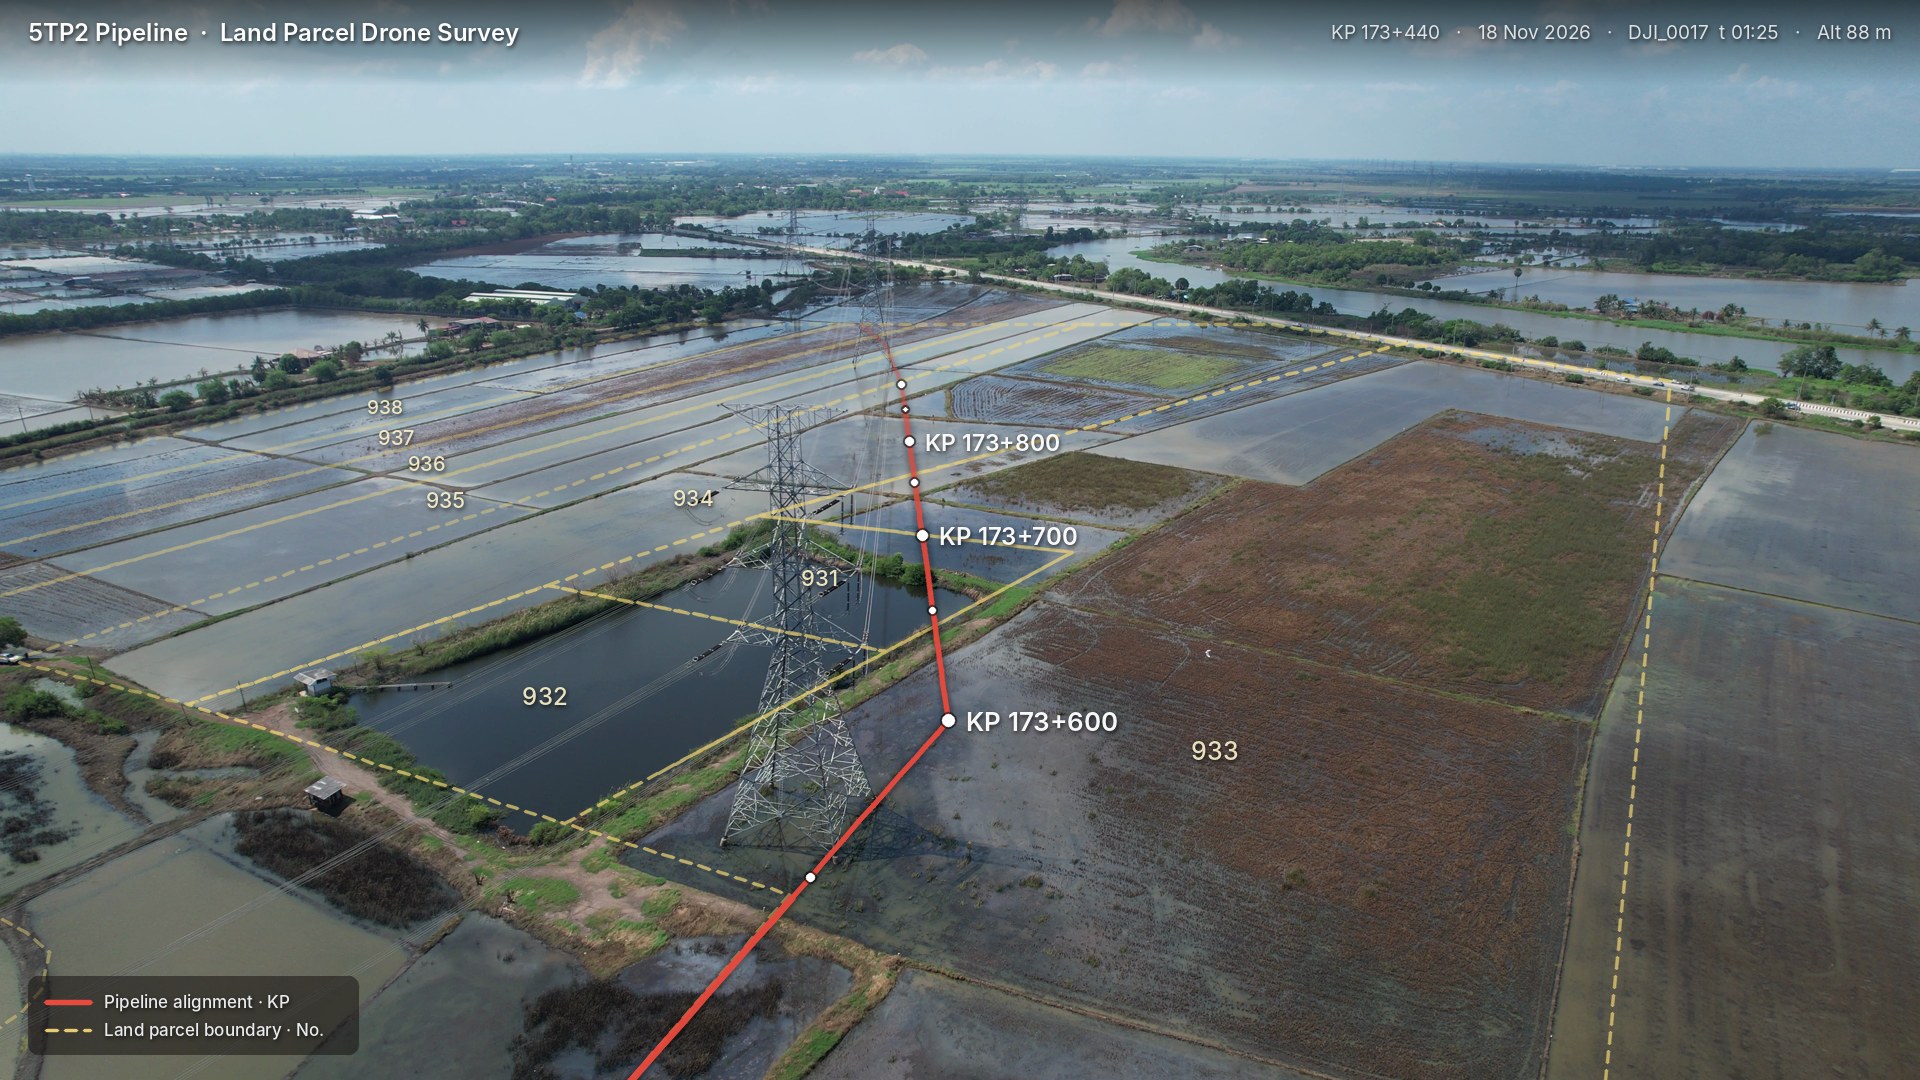 5TP2 Pipeline · Land Parcel Drone Survey
KP 173+440 · 18 Nov 2026 · DJI_0017 t 01:25 · Alt 88 m
938
937
936
935
934
KP 173+800
KP 173+700
931
932
KP 173+600
933
Pipeline alignment · KP
Land parcel boundary · No.